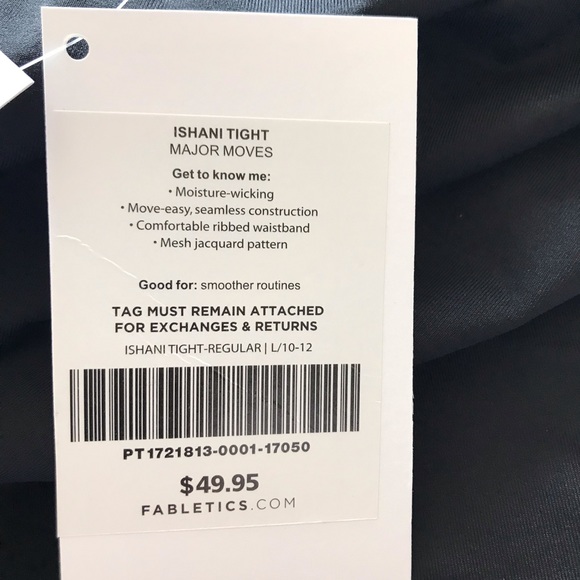 ISHANI TIGHT
MAJOR MOVES
Get to know me:
• Moisture-wicking
• Move-easy, seamless construction
• Comfortable ribbed waistband
• Mesh jacquard pattern
Good for: smoother routines
TAG MUST REMAIN ATTACHED
FOR EXCHANGES & RETURNS
ISHANI TIGHT-REGULAR | L/10-12
PT1721813-0001-17050
$49.95
FABLETICS.COM